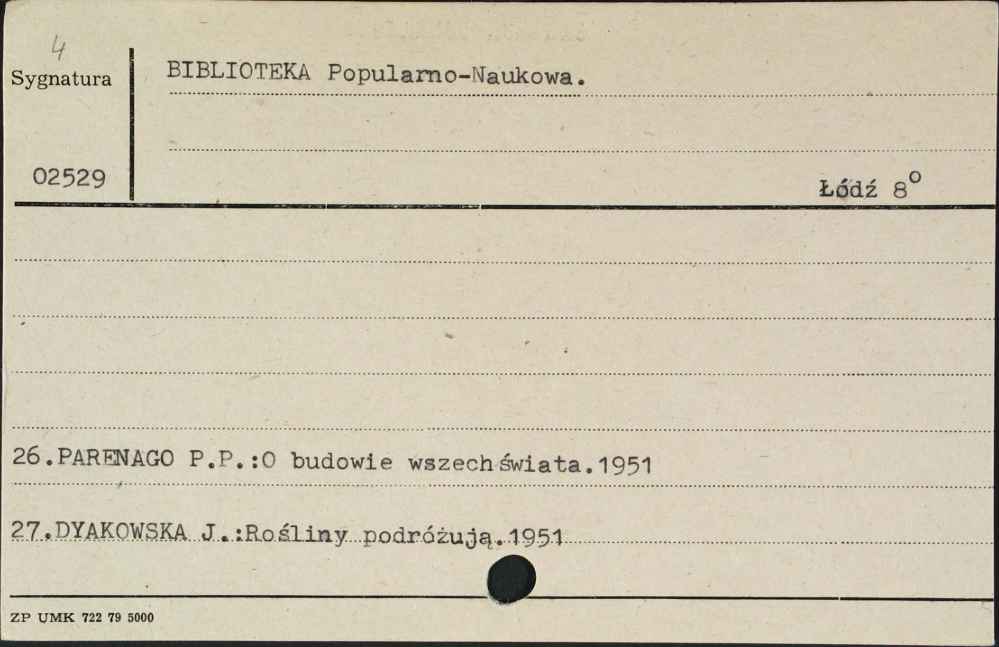 4
Sygnatura
BIBLIOTEKA Popularno-Naukowa.
02529
Łódź 8°
26.PARENAGO P.P.:O budowie wszechświata.1951
27.DYAKOWSKA J.:Rośliny podróżują.1951
ZP UMK 722 79 5000